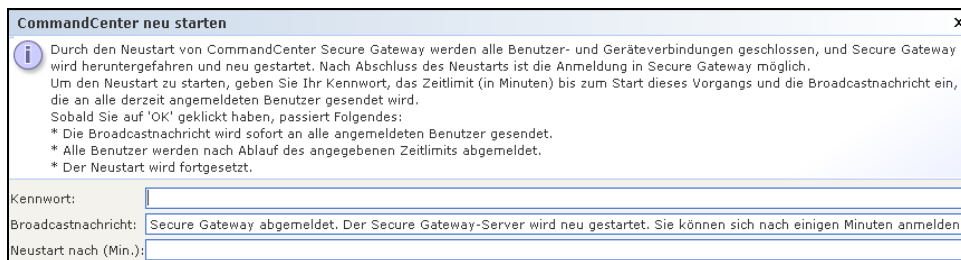 CommandCenter neu starten
Durch den Neustart von CommandCenter Secure Gateway werden alle Benutzer- und Geräteverbindungen geschlossen, und Secure Gateway
wird heruntergefahren und neu gestartet. Nach Abschluss des Neustarts ist die Anmeldung in Secure Gateway möglich.
Um den Neustart zu starten, geben Sie Ihr Kennwort, das Zeitlimit (in Minuten) bis zum Start dieses Vorgangs und die Broadcastnachricht ein,
die an alle derzeit angemeldeten Benutzer gesendet wird.
Sobald Sie auf 'OK' geklickt haben, passiert Folgendes:
* Die Broadcastnachricht wird sofort an alle angemeldeten Benutzer gesendet.
* Alle Benutzer werden nach Ablauf des angegebenen Zeitlimits abgemeldet.
* Der Neustart wird fortgesetzt.
Kennwort:
Broadcastnachricht: Secure Gateway abgemeldet. Der Secure Gateway-Server wird neu gestartet. Sie können sich nach einigen Minuten anmelden
Neustart nach (Min.):